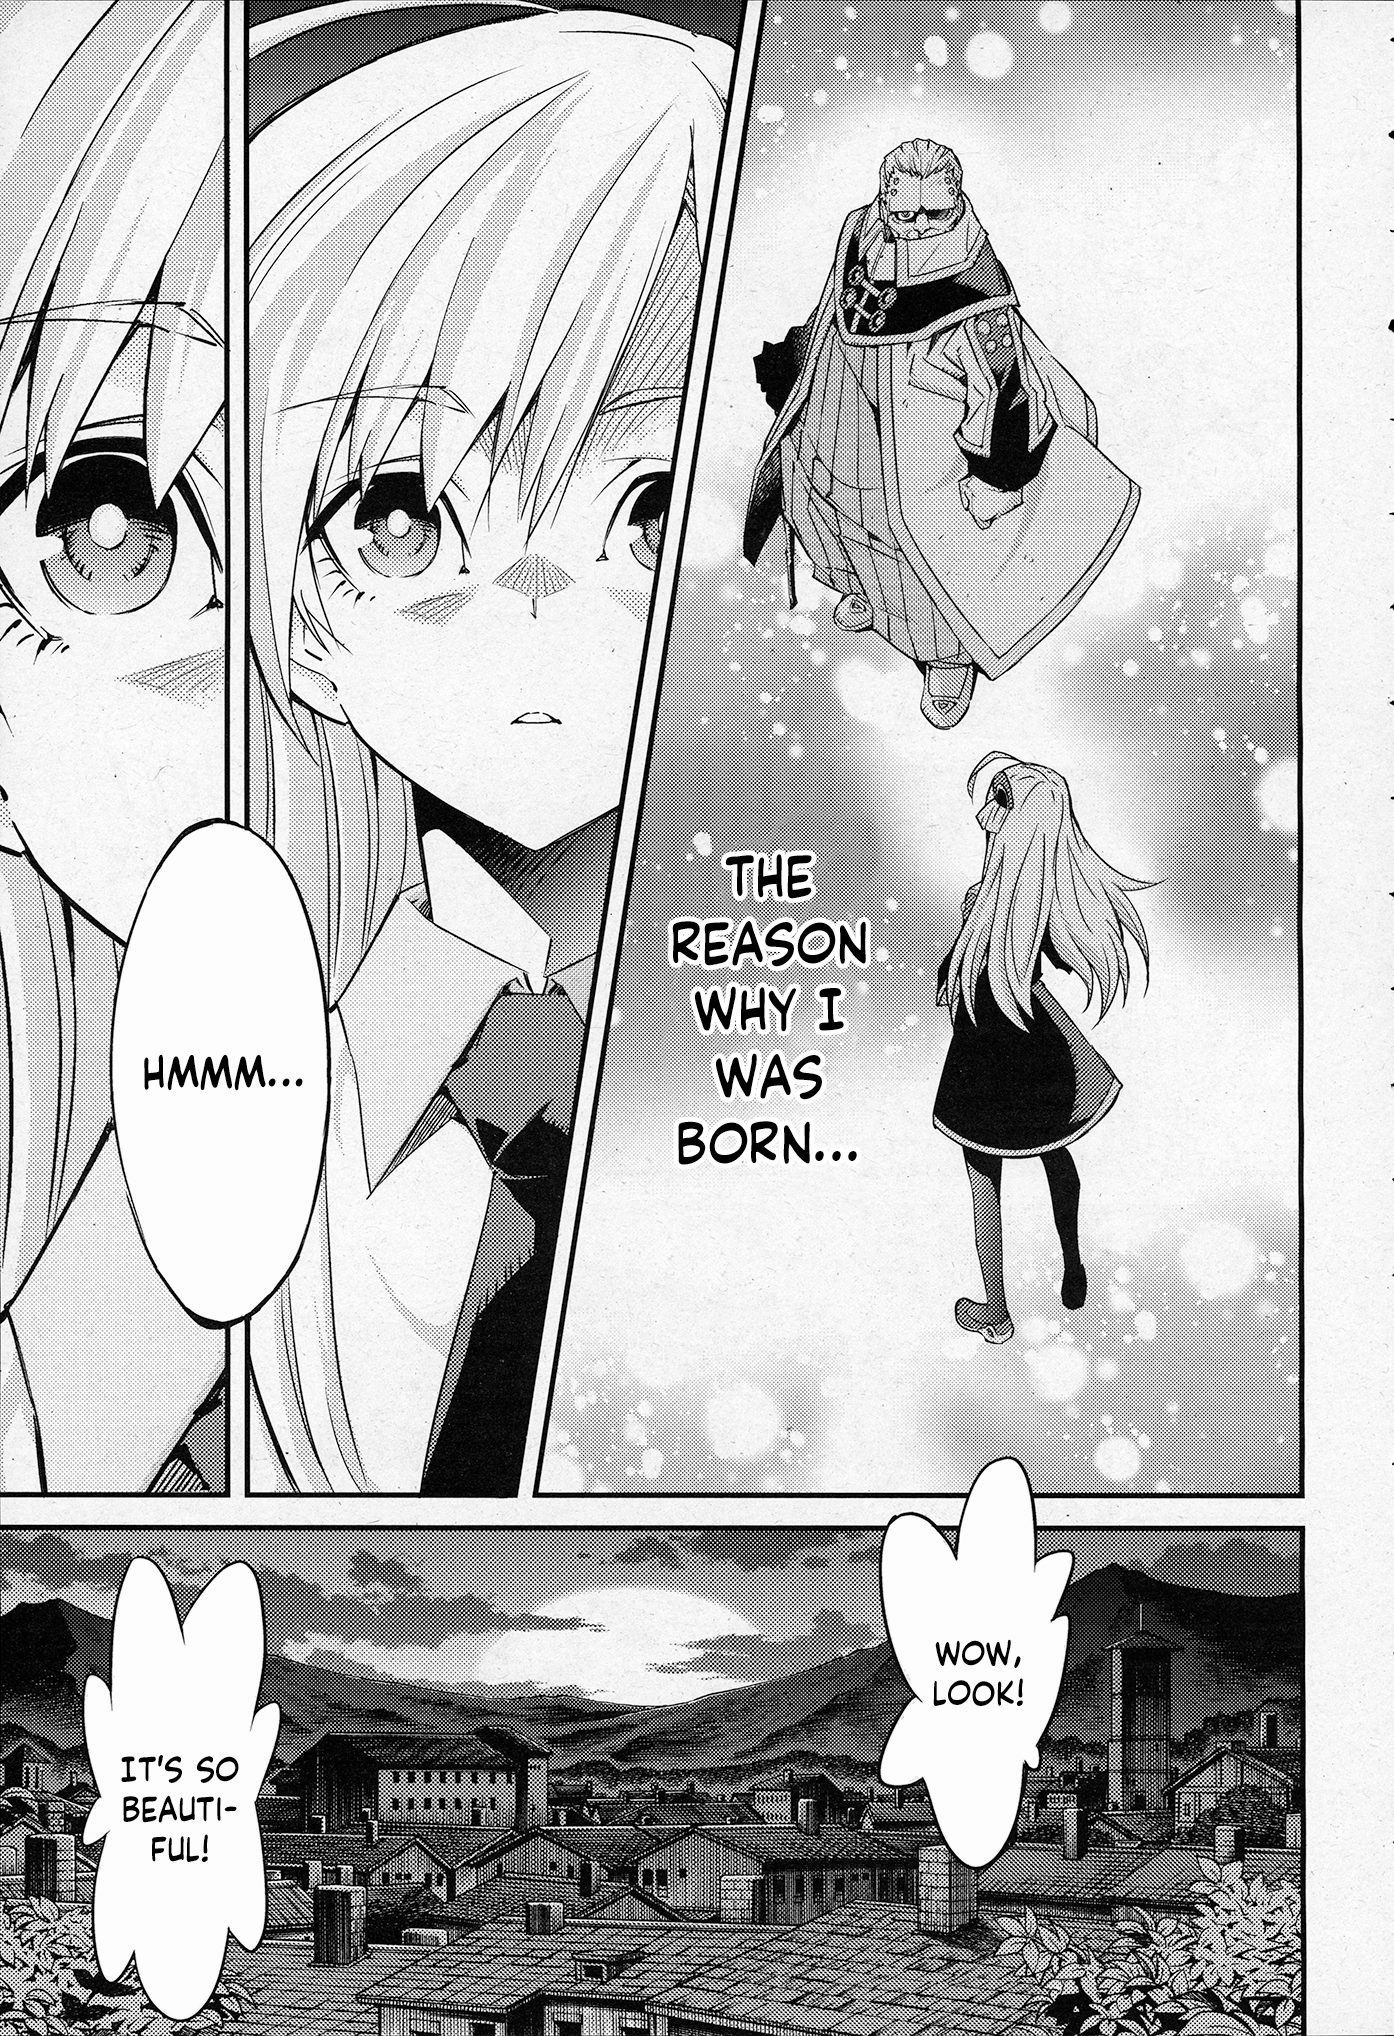 THE
REASON
WHY I
WAS
BORN...
HMMM...
WOW,
LOOK!
IT'S SO
BEAUTI-
FUL!